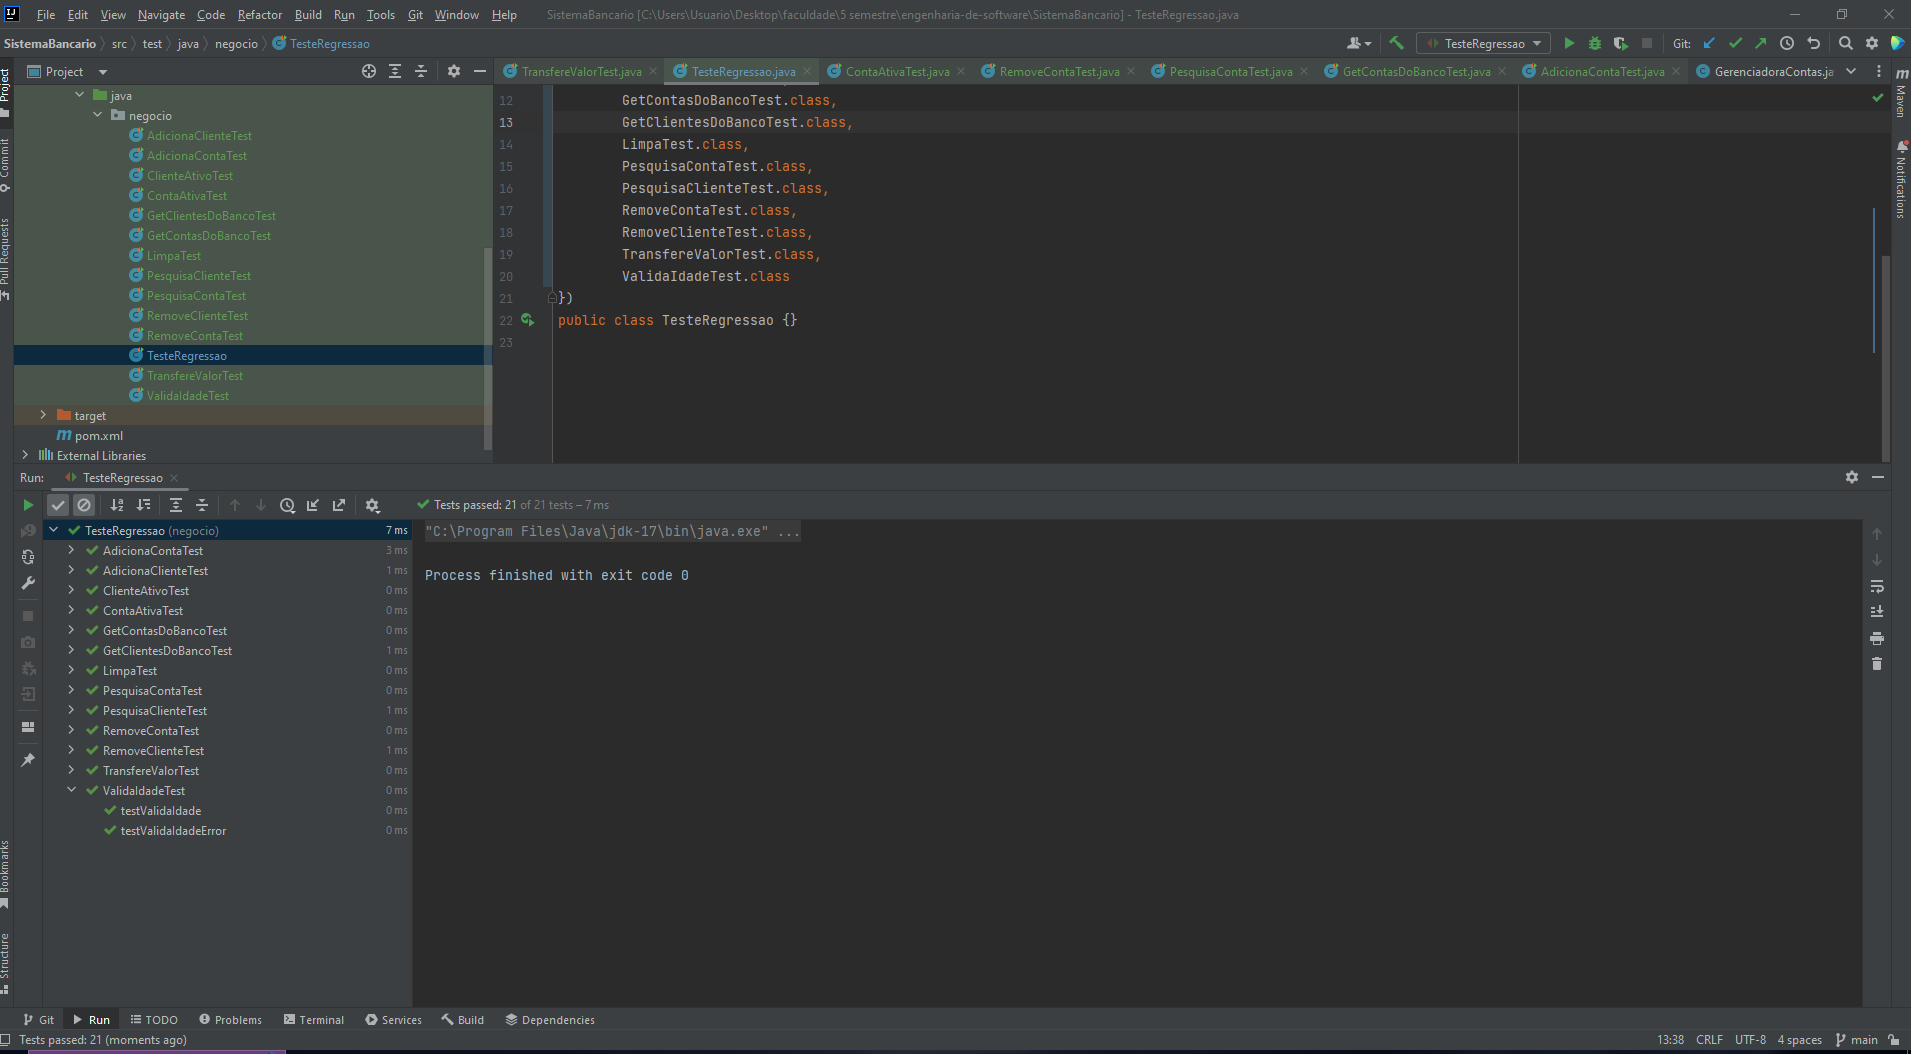 File Edit View Navigate Code Refactor Build Run Tools Git Window Help SistemaBancario [C:\Users\Usuario\Desktop\faculdade\5 semestre\engenharia-de-software\SistemaBancario] - TesteRegressao.java
SistemaBancario src test java negocio TesteRegressao TesteRegressao Git:
Project
TransfereValorTest.java TesteRegressao.java ContaAtivaTest.java RemoveContaTest.java PesquisaContaTest.java GetContasDoBancoTest.java AdicionaContaTest.java GerenciadoraContas.ja
java
negocio
AdicionaClienteTest
AdicionaContaTest
ClienteAtivoTest
ContaAtivaTest
GetClientesDoBancoTest
GetContasDoBancoTest
LimpaTest
PesquisaClienteTest
PesquisaContaTest
RemoveClienteTest
RemoveContaTest
TesteRegressao
TransfereValorTest
ValidaIdadeTest
target
pom.xml
External Libraries
12 GetContasDoBancoTest.class,
13 GetClientesDoBancoTest.class,
14 LimpaTest.class,
15 PesquisaContaTest.class,
16 PesquisaClienteTest.class,
17 RemoveContaTest.class,
18 RemoveClienteTest.class,
19 TransfereValorTest.class,
20 ValidaIdadeTest.class
21 })
22 public class TesteRegressao {}
23
Project
Commit
Pull Requests
Bookmarks
Structure
Maven
Notifications
Run: TesteRegressao
Tests passed: 21 of 21 tests – 7 ms
TesteRegressao (negocio) 7 ms
AdicionaContaTest 3 ms
AdicionaClienteTest 1 ms
ClienteAtivoTest 0 ms
ContaAtivaTest 0 ms
GetContasDoBancoTest 0 ms
GetClientesDoBancoTest 1 ms
LimpaTest 0 ms
PesquisaContaTest 0 ms
PesquisaClienteTest 1 ms
RemoveContaTest 0 ms
RemoveClienteTest 1 ms
TransfereValorTest 0 ms
ValidaIdadeTest 0 ms
testValidaIdade 0 ms
testValidaIdadeError 0 ms
"C:\Program Files\Java\jdk-17\bin\java.exe" ...
Process finished with exit code 0
Git Run TODO Problems Terminal Services Build Dependencies
Tests passed: 21 (moments ago) 13:38 CRLF UTF-8 4 spaces main